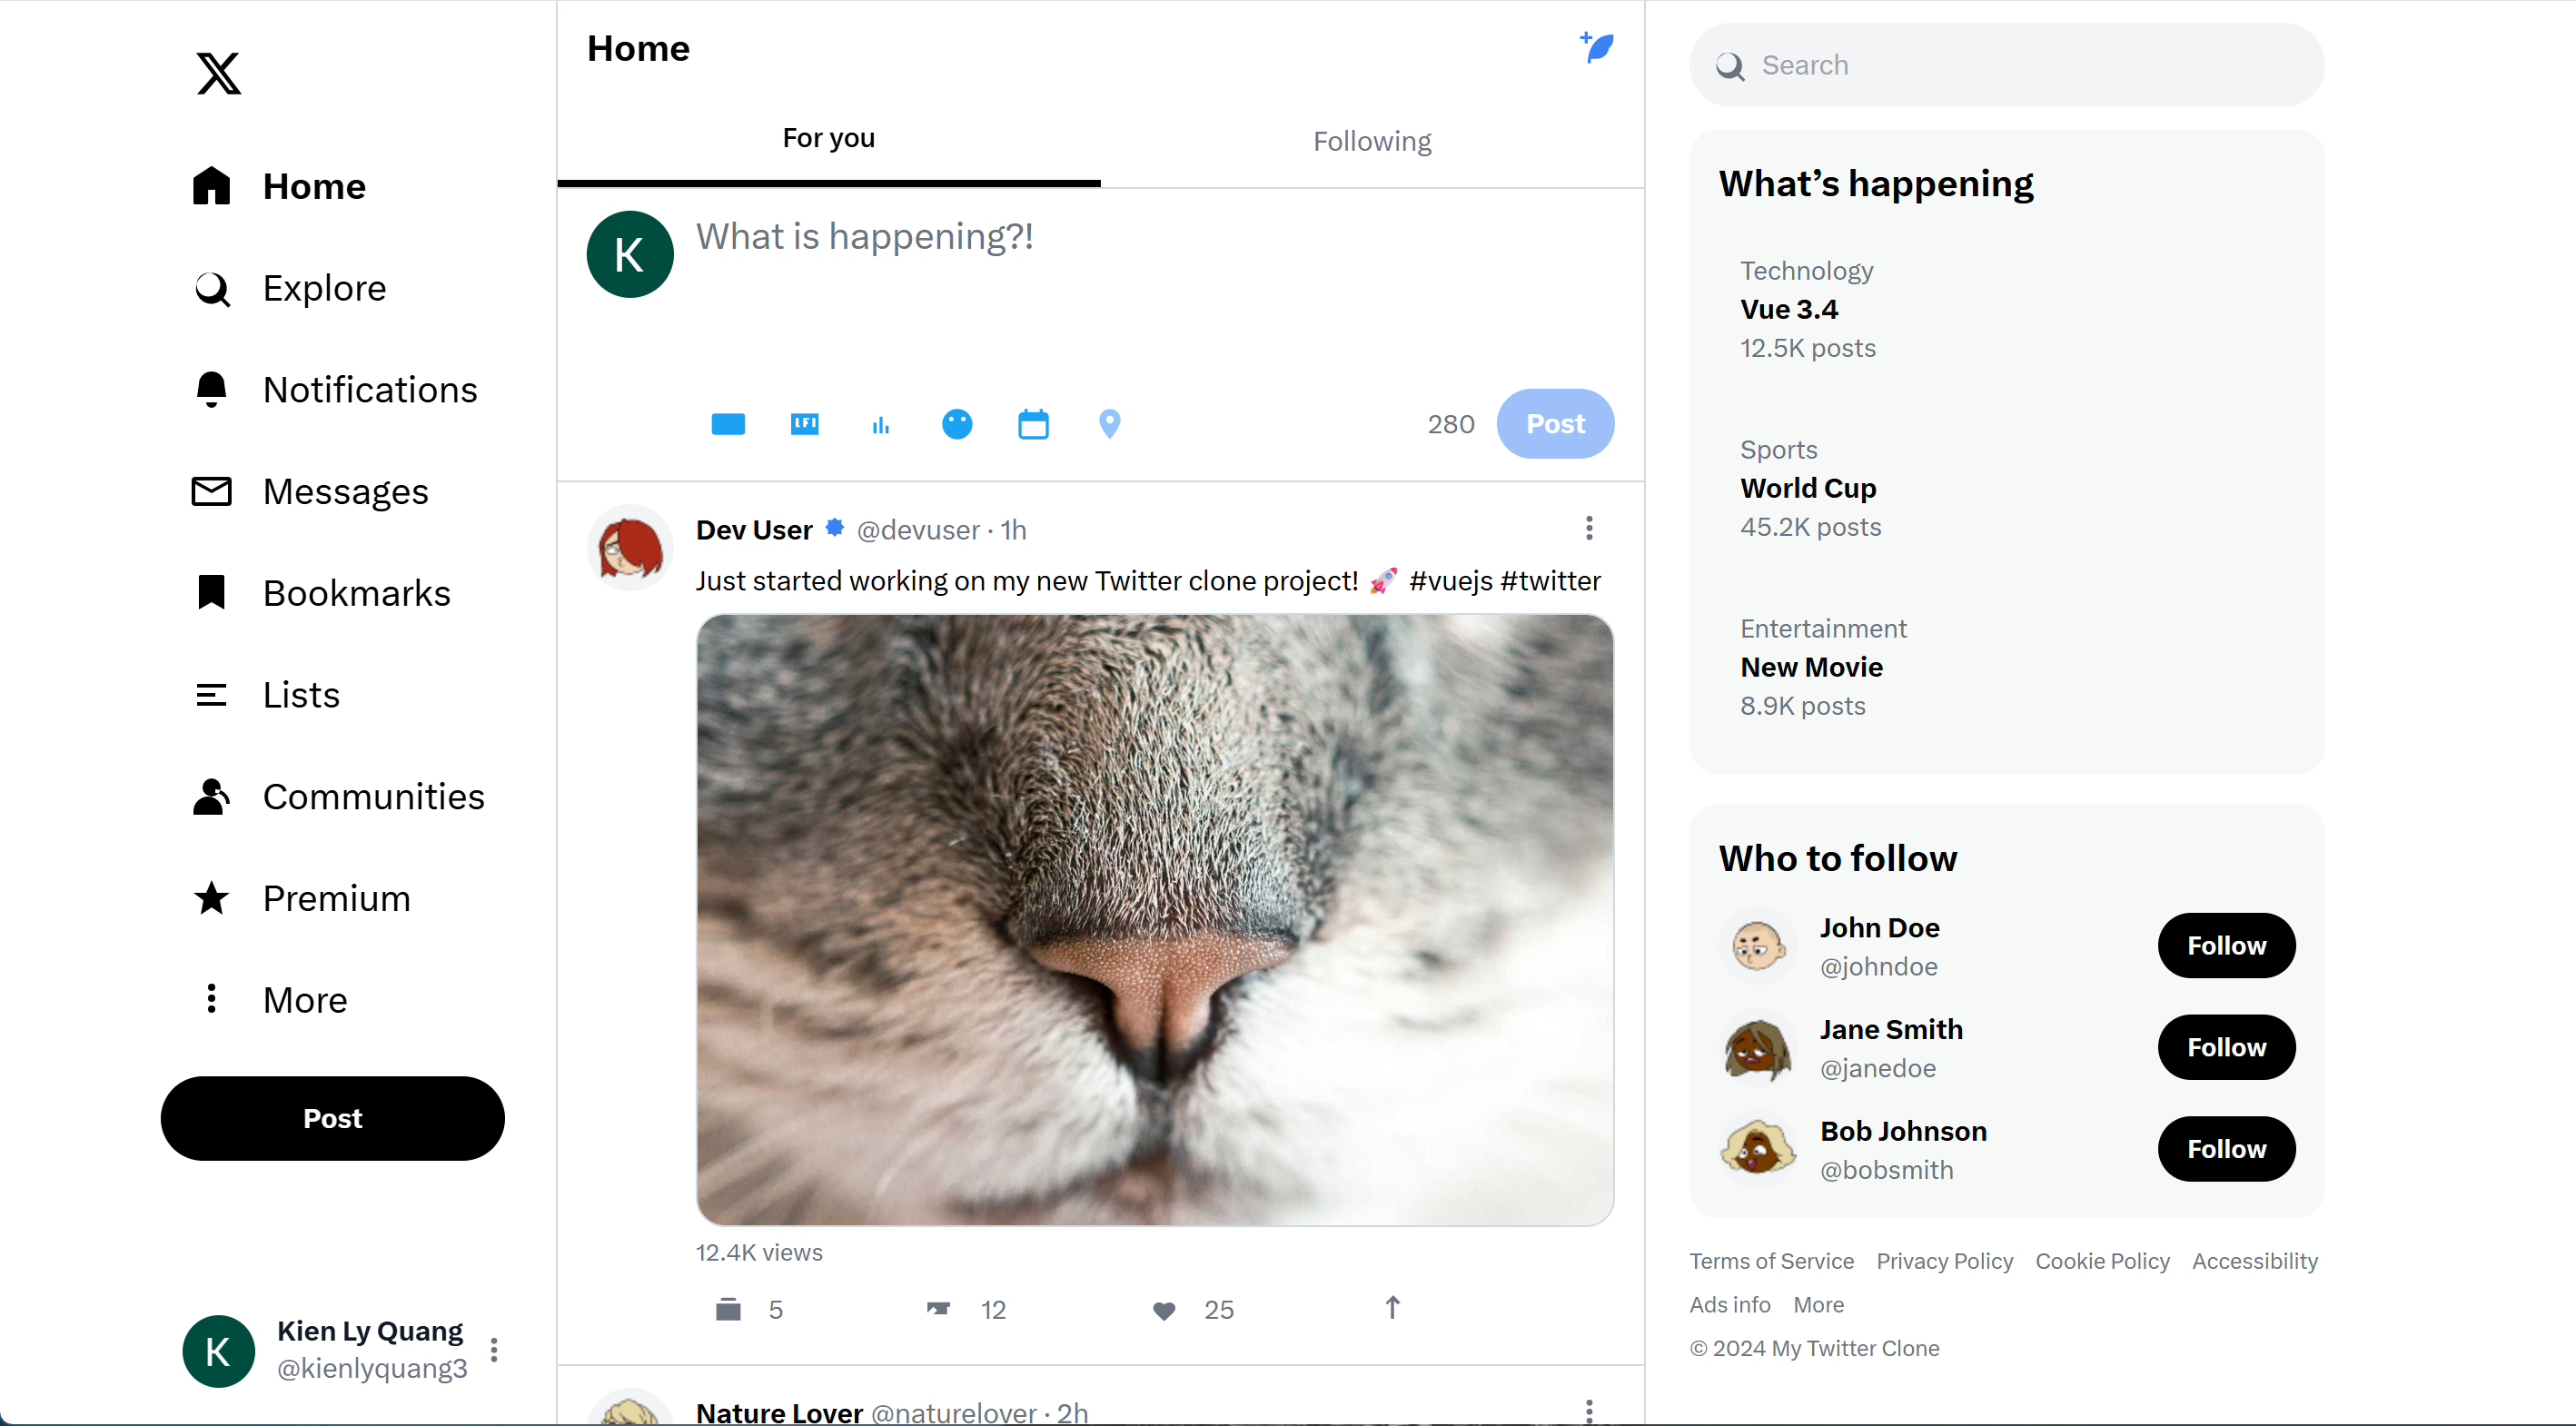 Home
Explore
Notifications
Messages
Bookmarks
Lists
Communities
Premium
More
Post
K
Kien Ly Quang
@kienlyquang3
Home
For you
Following
K
What is happening?!
LFI
280
Post
Dev User @devuser · 1h
Just started working on my new Twitter clone project! 🚀 #vuejs #twitter
12.4K views
5
12
25
Nature Lover @naturelover · 2h
Search
What’s happening
Technology
Vue 3.4
12.5K posts
Sports
World Cup
45.2K posts
Entertainment
New Movie
8.9K posts
Who to follow
John Doe
@johndoe
Follow
Jane Smith
@janedoe
Follow
Bob Johnson
@bobsmith
Follow
Terms of Service Privacy Policy Cookie Policy Accessibility
Ads info More
© 2024 My Twitter Clone